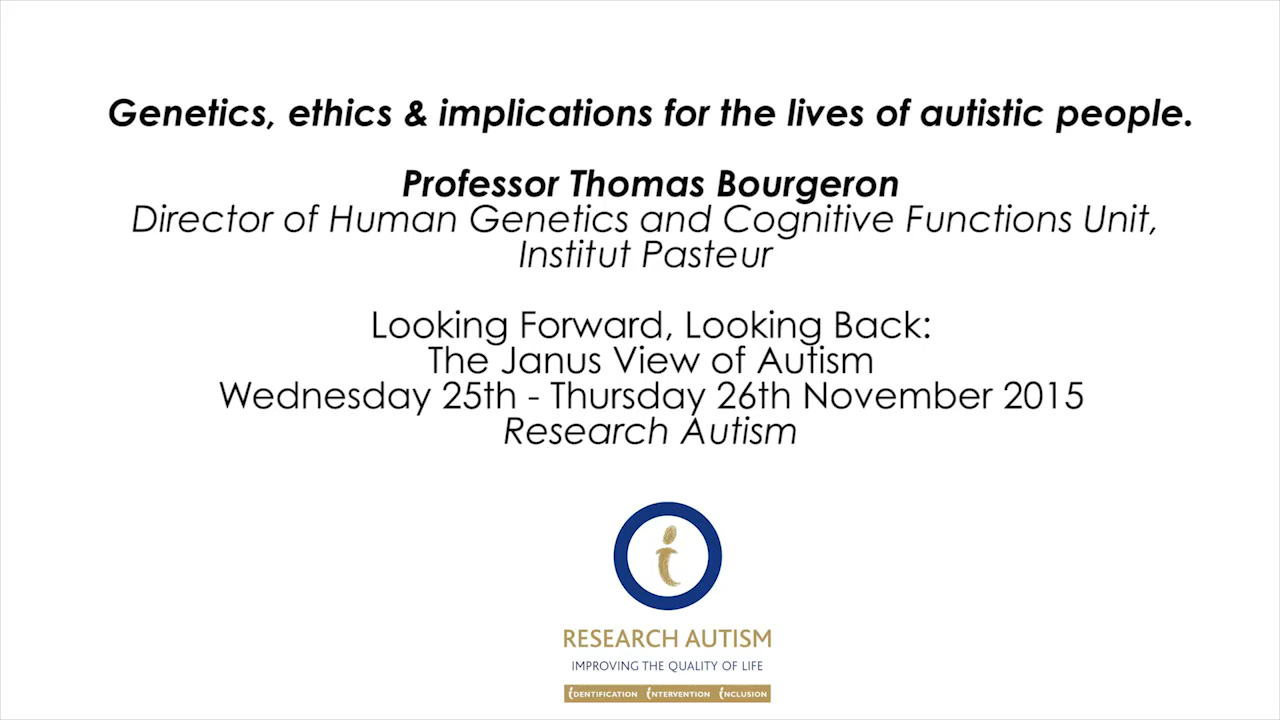 Genetics, ethics & implications for the lives of autistic people.
Professor Thomas Bourgeron
Director of Human Genetics and Cognitive Functions Unit,
Institut Pasteur
Looking Forward, Looking Back:
The Janus View of Autism
Wednesday 25th - Thursday 26th November 2015
Research Autism
i
RESEARCH AUTISM
IMPROVING THE QUALITY OF LIFE
iDENTIFICATION iNTERVENTION iNCLUSION